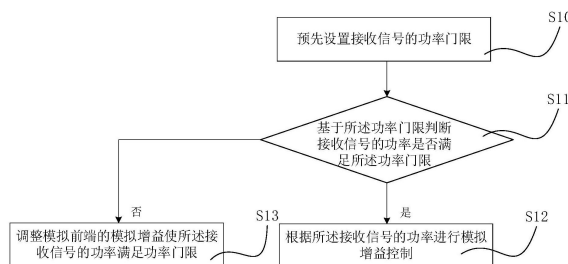 S10
预先设置接收信号的功率门限
S11
基于所述功率门限判断
接收信号的功率是否满
足所述功率门限
否
是
S13
调整模拟前端的模拟增益使所述接
收信号的功率满足功率门限
S12
根据所述接收信号的功率进行模拟
增益控制